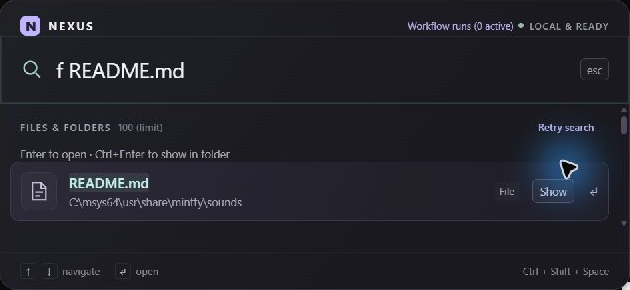 N NEXUS Workflow runs (0 active) LOCAL & READY
f README.md esc
FILES & FOLDERS 100 (limit) Retry search
Enter to open · Ctrl+Enter to show in folder
README.md
File Show ↵
C:\msys64\usr\share\mintty\sounds
↑ ↓ navigate ↵ open Ctrl + Shift + Space